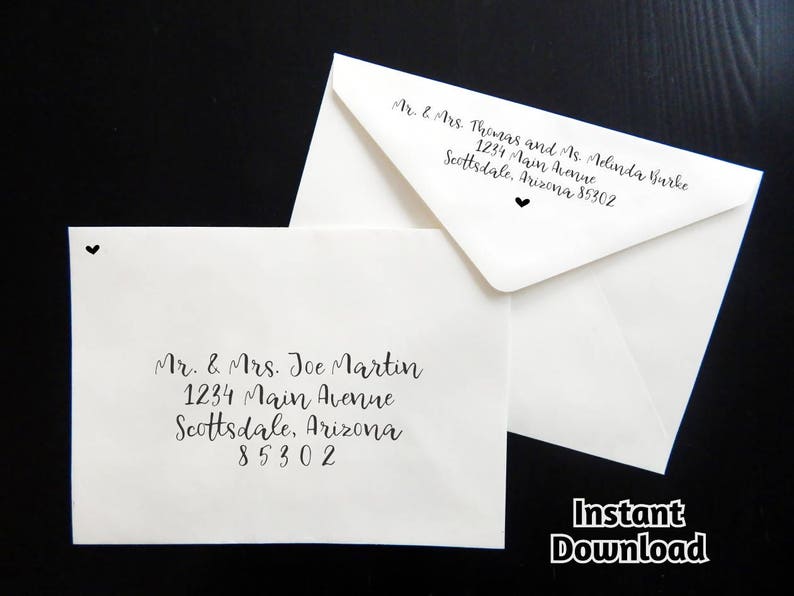 Mr. & Mrs. Thomas and Ms. Melinda Burke
1234 Main Avenue
Scottsdale, Arizona 85302
Mr. & Mrs. Joe Martin
1234 Main Avenue
Scottsdale, Arizona
85302
Instant
Download